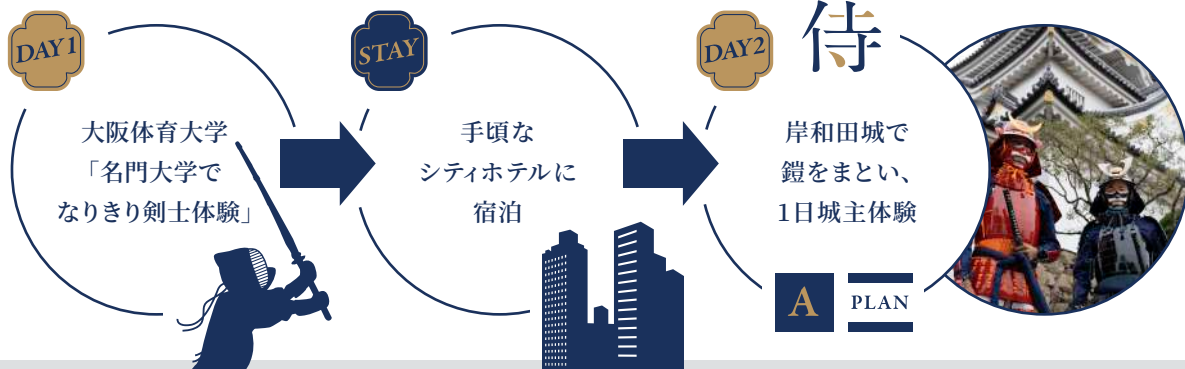 DAY 1
大阪体育大学
「名門大学で
なりきり剣士体験」
STAY
手頃な
シティホテルに
宿泊
DAY2
侍
岸和田城で
鎧をまとい、
1日城主体験
A PLAN